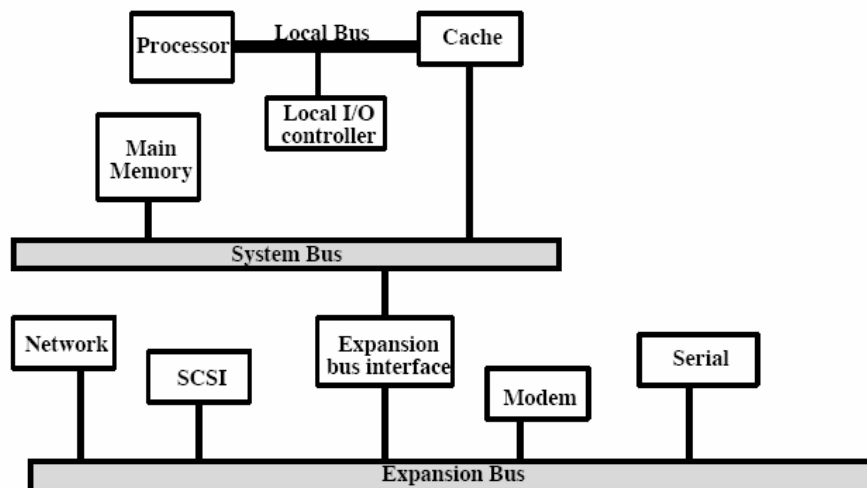 Local Bus
Processor
Cache
Local I/O
controller
Main
Memory
System Bus
Network
SCSI
Expansion
bus interface
Modem
Serial
Expansion Bus